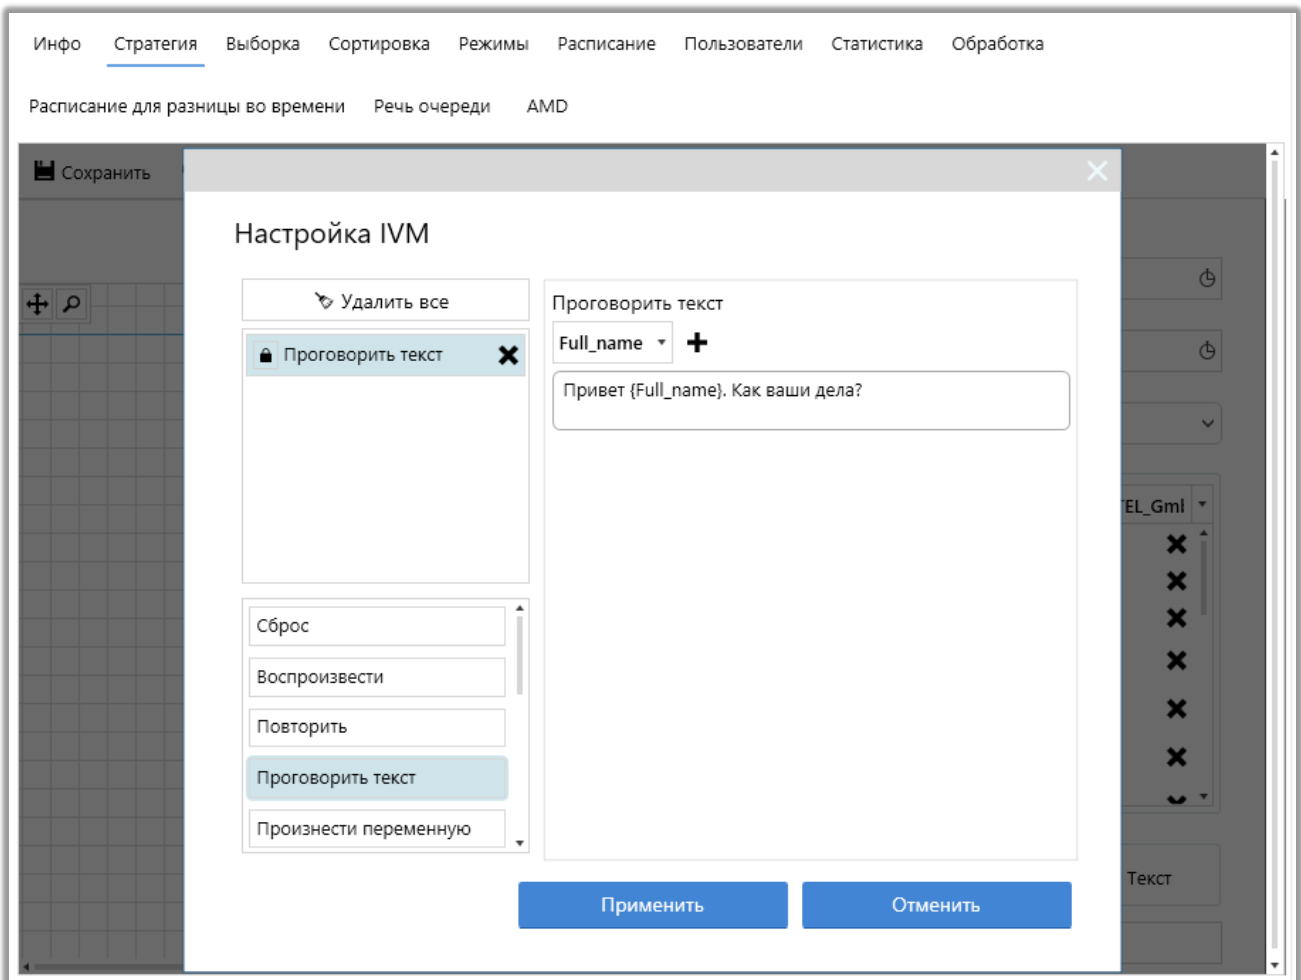 Инфо Стратегия Выборка Сортировка Режимы Расписание Пользователи Статистика Обработка
Расписание для разницы во времени Речь очереди AMD
Сохранить
Настройка IVM
Удалить все
Проговорить текст
Проговорить текст
Full_name
Привет {Full_name}. Как ваши дела?
TEL_Gml
Сброс
Воспроизвести
Повторить
Проговорить текст
Произнести переменную
Текст
Применить Отменить